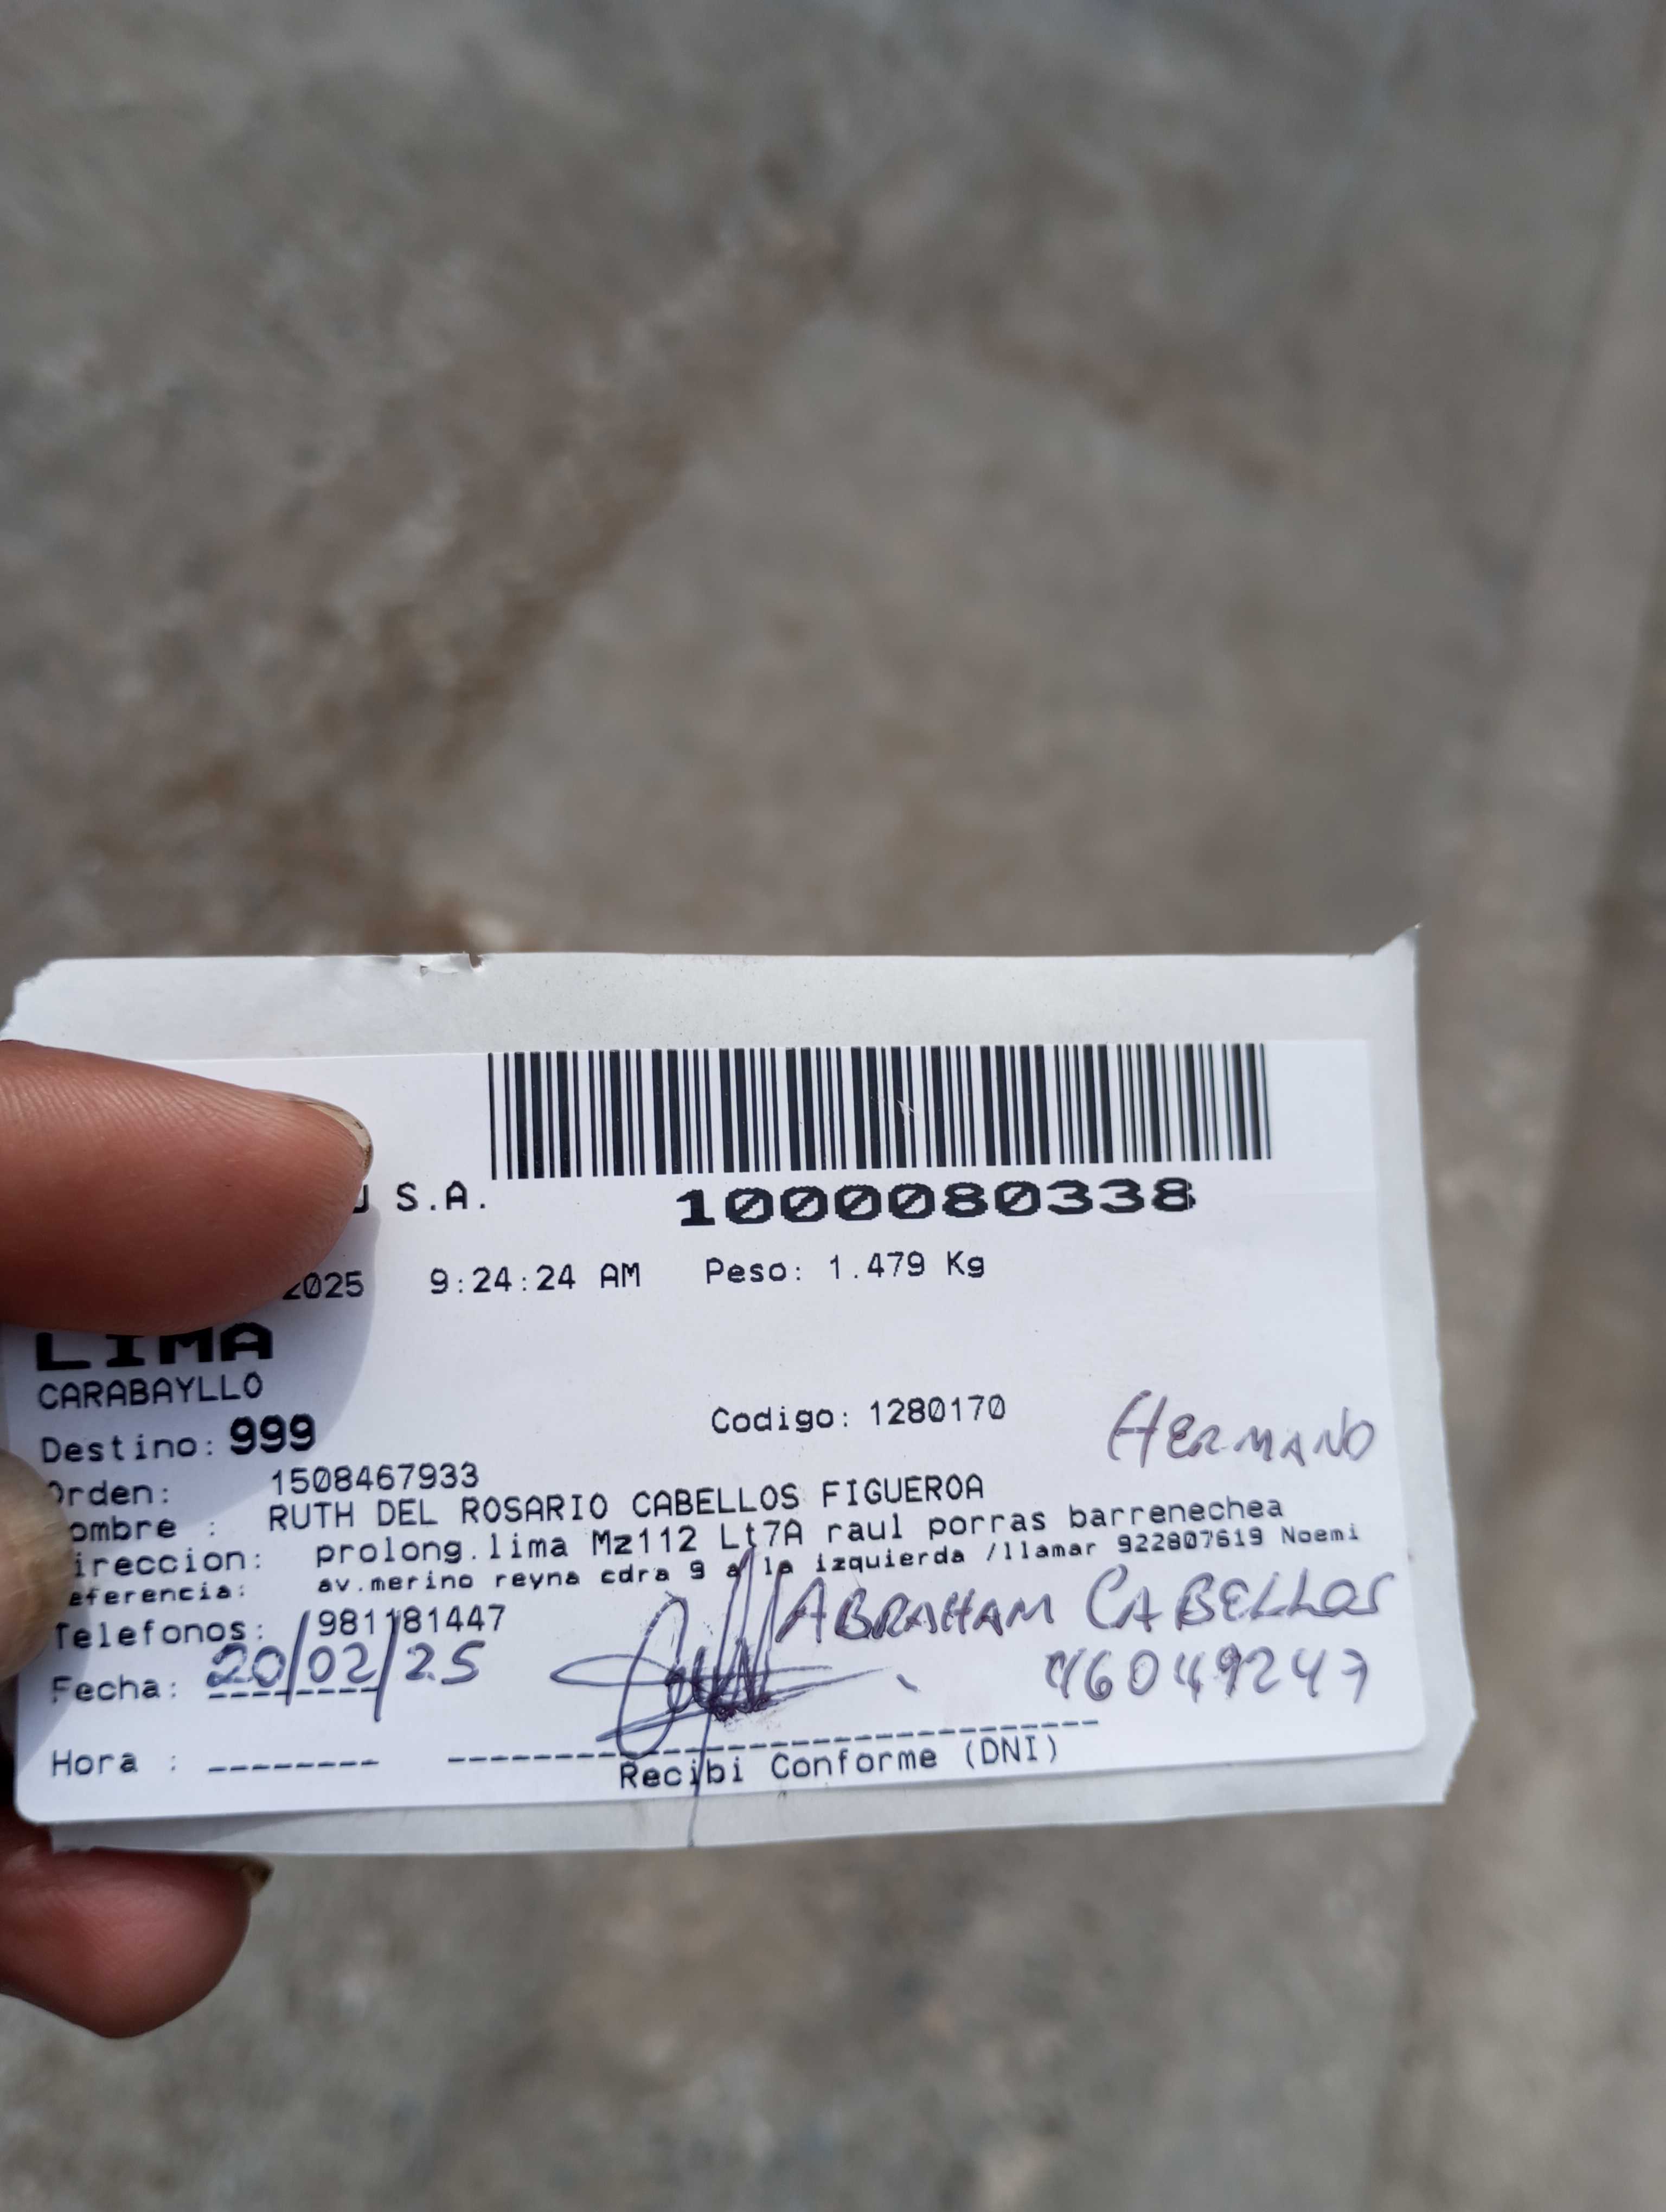 S.A.
1000080338
2025 9:24:24 AM Peso: 1.479 Kg
LIMA
CARABAYLLO
Codigo: 1280170
HERMANO
Destino: 999
Orden: 1508467933
ombre : RUTH DEL ROSARIO CABELLOS FIGUEROA
ireccion: prolong.lima Mz112 Lt7A raul porras barrenechea
eferencia: av.merino reyna cdra 9 a la izquierda /llamar 922807619 Noemi
Telefonos: /981181447
ABRAHAM CABELLOS
Fecha: 20/02/25
46049247
Hora :
Recibi Conforme (DNI)